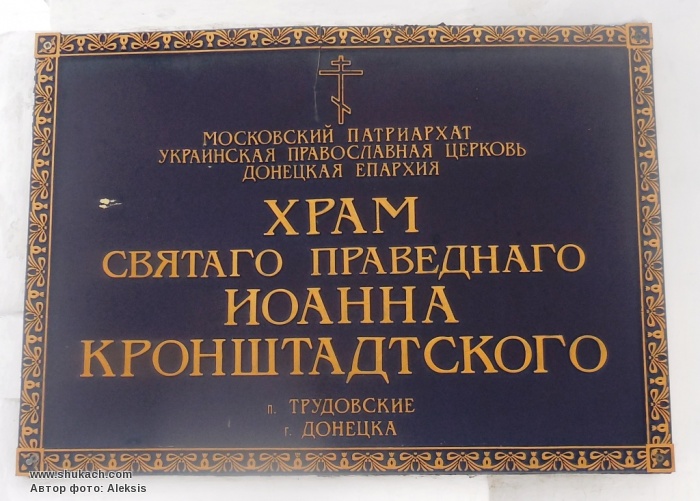 МОСКОВСКИЙ ПАТРИАРХАТ
УКРАИНСКАЯ ПРАВОСЛАВНАЯ ЦЕРКОВЬ
ДОНЕЦКАЯ ЕПАРХИЯ
ХРАМ
СВЯТАГО ПРАВЕДНАГО
ИОАННА
КРОНШТАДТСКОГО
п. ТРУДОВСКИЕ
г. ДОНЕЦКА
www.shukach.com
Автор фото: Aleksis